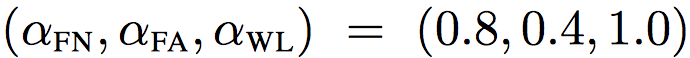 (α_FN, α_FA, α_WL) = (0.8, 0.4, 1.0)